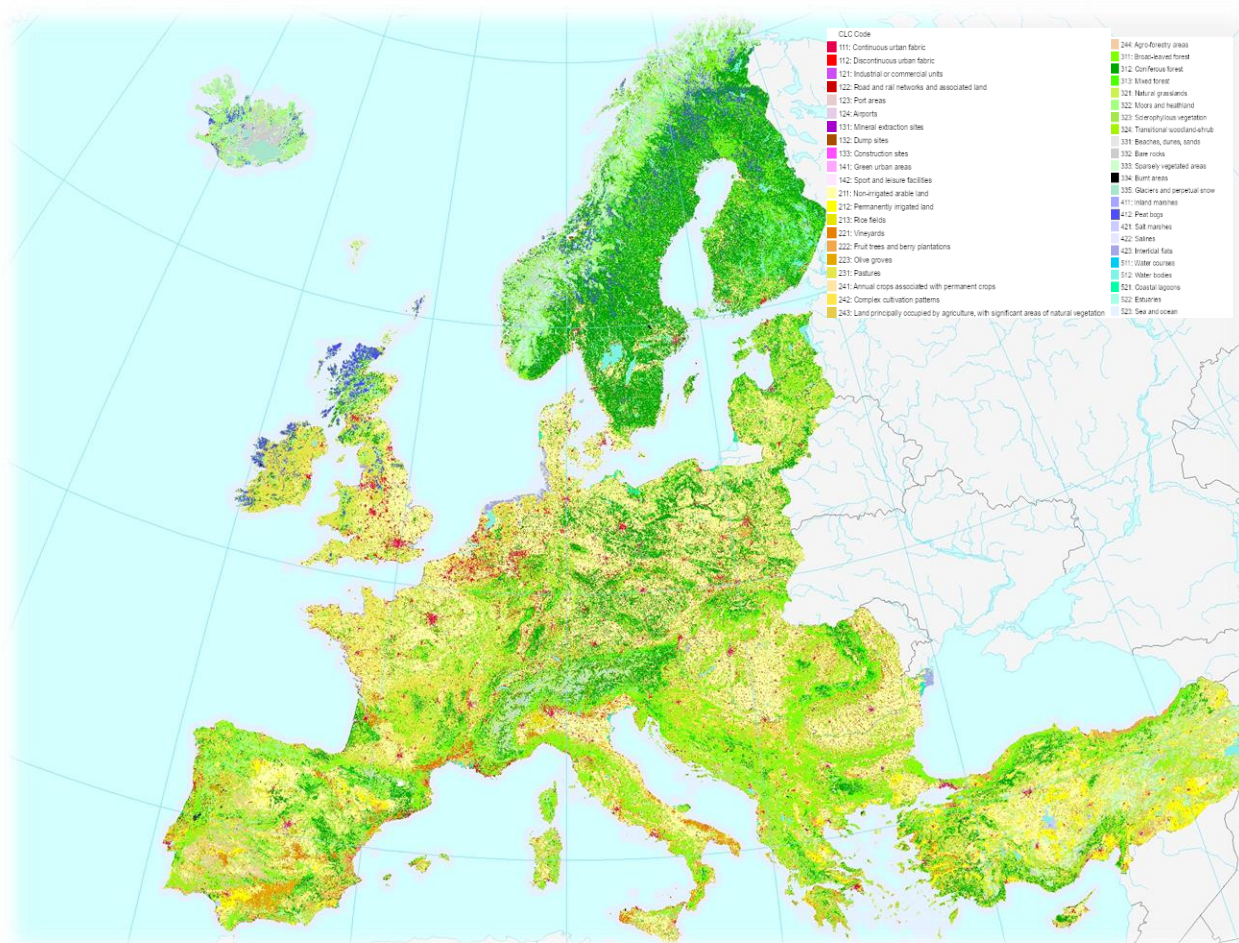 CLC Code
111: Continuous urban fabric
112: Discontinuous urban fabric
121: Industrial or commercial units
122: Road and rail networks and associated land
123: Port areas
124: Airports
131: Mineral extraction sites
132: Dump sites
133: Construction sites
141: Green urban areas
142: Sport and leisure facilities
211: Non-irrigated arable land
212: Permanently irrigated land
213: Rice fields
221: Vineyards
222: Fruit trees and berry plantations
223: Olive groves
231: Pastures
241: Annual crops associated with permanent crops
242: Complex cultivation patterns
243: Land principally occupied by agriculture, with significant areas of natural vegetation
244: Agro-forestry areas
311: Broad-leaved forest
312: Coniferous forest
313: Mixed forest
321: Natural grasslands
322: Moors and heathland
323: Sclerophyllous vegetation
324: Transitional woodland-shrub
331: Beaches, dunes, sands
332: Bare rocks
333: Sparsely vegetated areas
334: Burnt areas
335: Glaciers and perpetual snow
411: Inland marshes
412: Peat bogs
421: Salt marshes
422: Salines
423: Intertidal flats
511: Water courses
512: Water bodies
521: Coastal lagoons
522: Estuaries
523: Sea and ocean